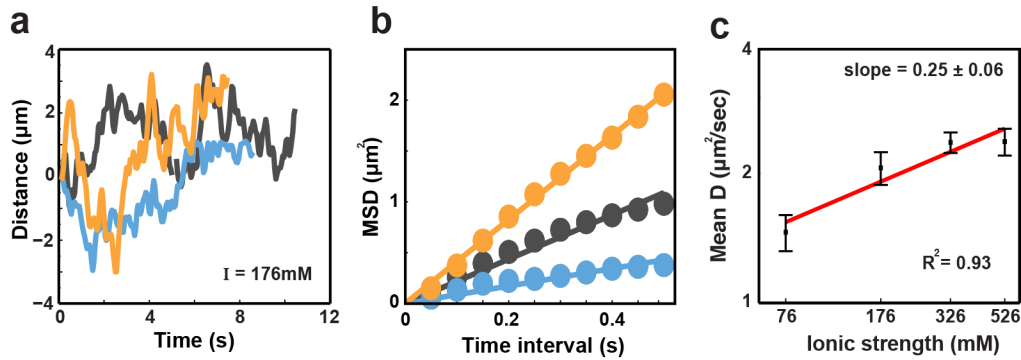 a
4
2
0
−2
−4
Distance (µm)
0
4
8
12
Time (s)
I = 176mM
b
2
1
0
MSD (µm²)
0
0.2
0.4
Time interval (s)
c
4
2
1
Mean D (µm²/sec)
slope = 0.25 ± 0.06
R²= 0.93
76
176
326
526
Ionic strength (mM)